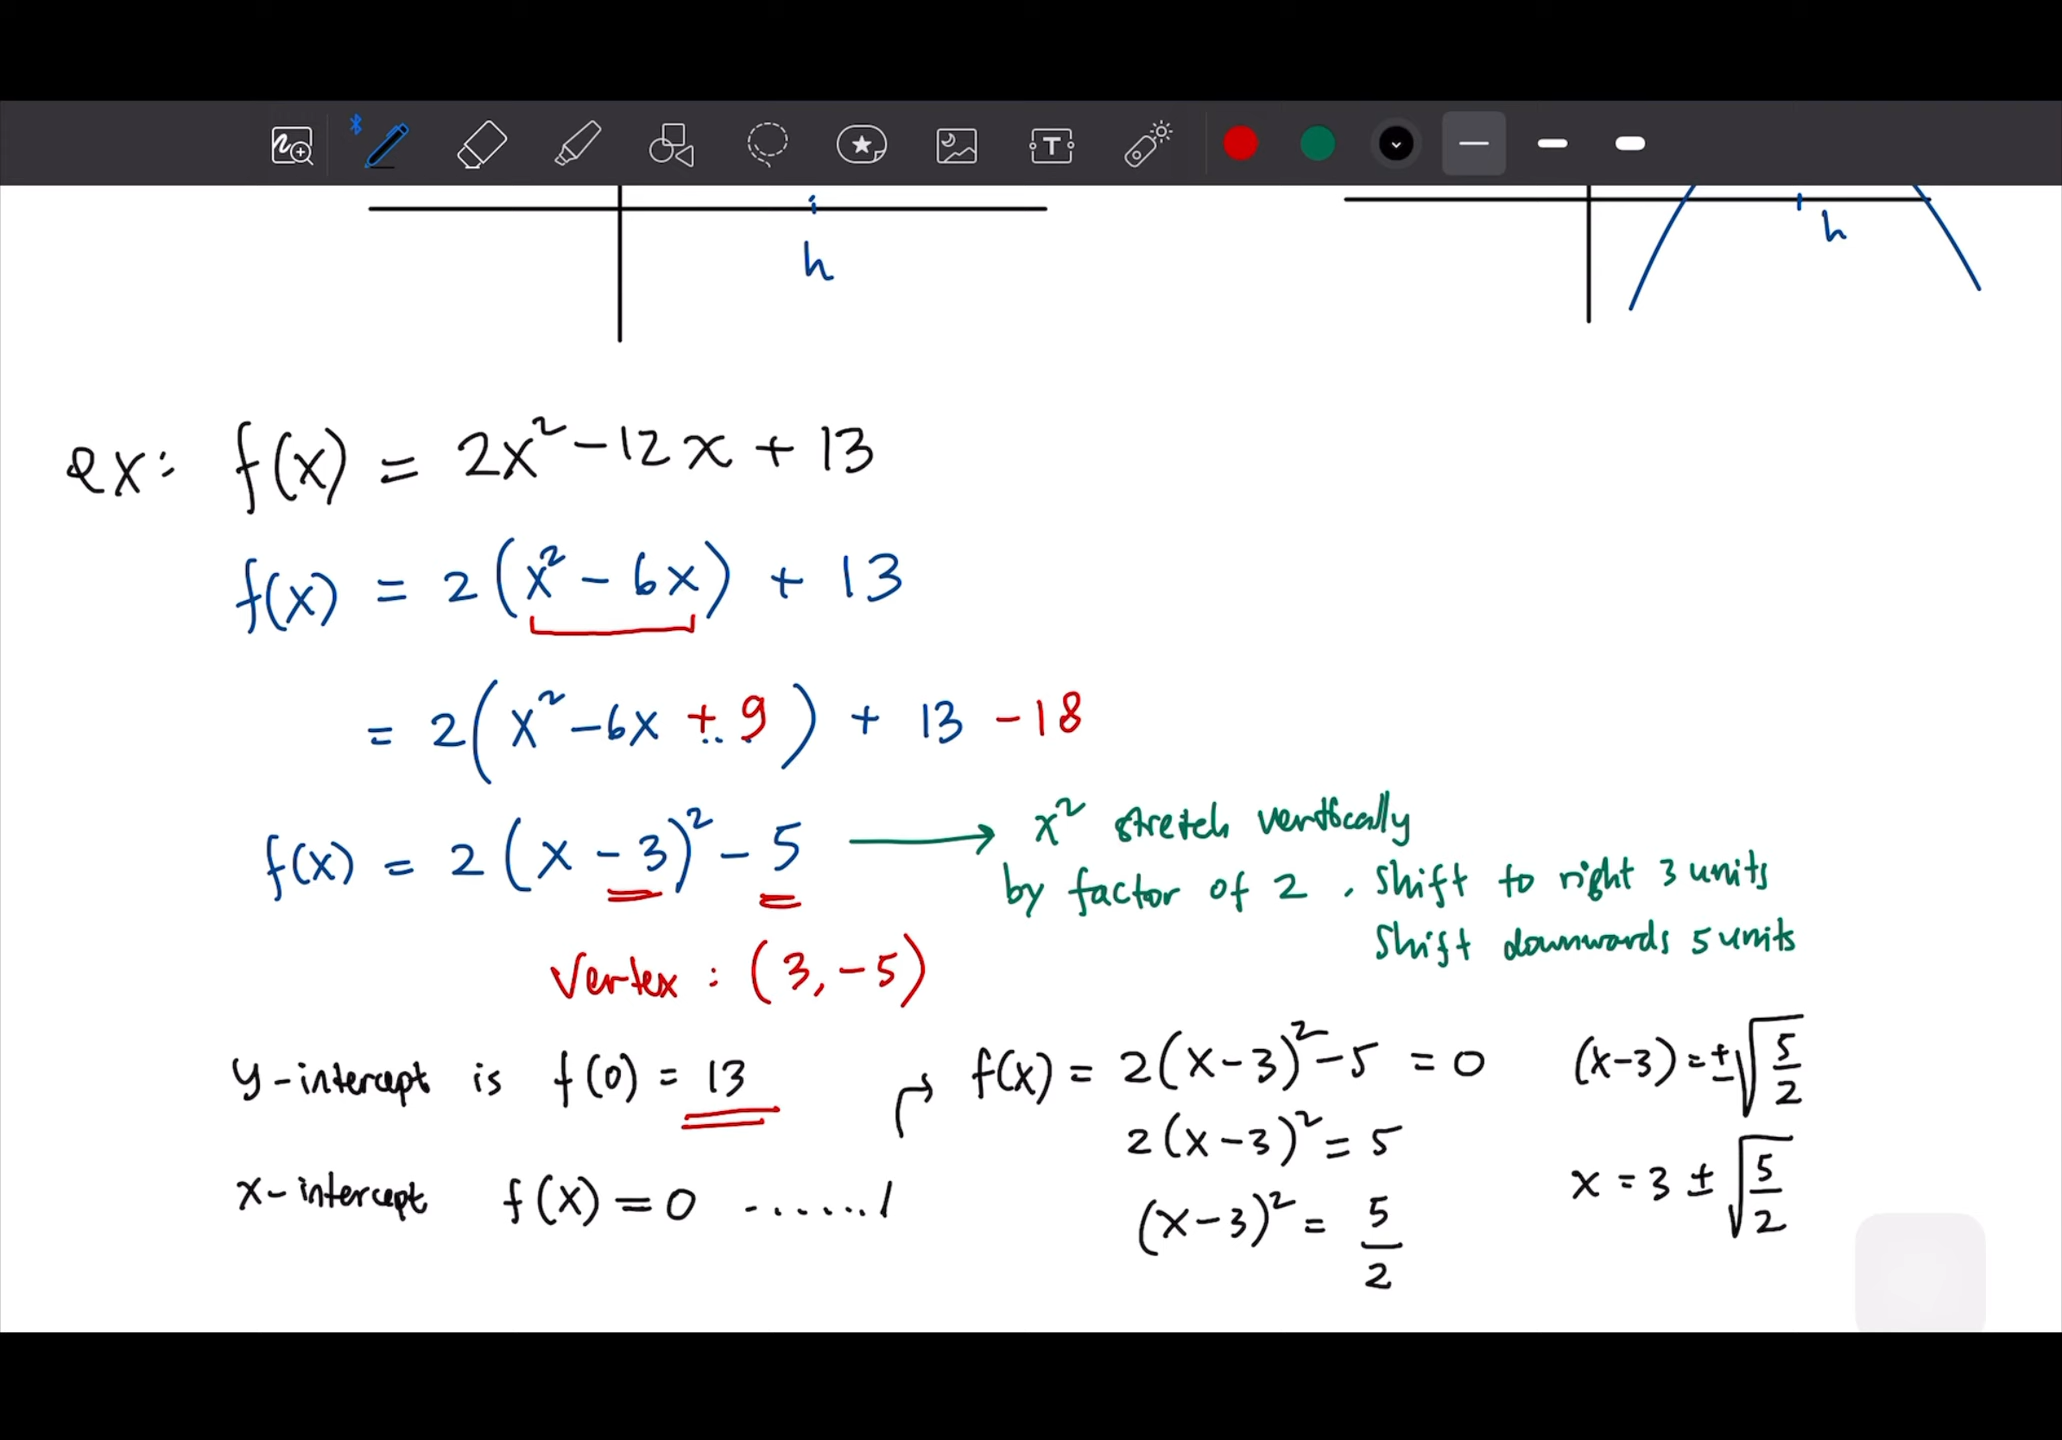 h
h
ex: f(x) = 2x² - 12x + 13
f(x) = 2(x² - 6x) + 13
= 2(x² - 6x + 9) + 13 - 18
f(x) = 2(x - 3)² - 5 → x² stretch vertically
by factor of 2 . Shift to right 3 units
Shift downwards 5 units
Vertex : (3, -5)
y-intercept is f(0) = 13
x-intercept f(x) = 0 .......
f(x) = 2(x-3)² - 5 = 0
2(x-3)² = 5
(x-3)² = 5/2
(x-3) = ±√(5/2)
x = 3 ± √(5/2)